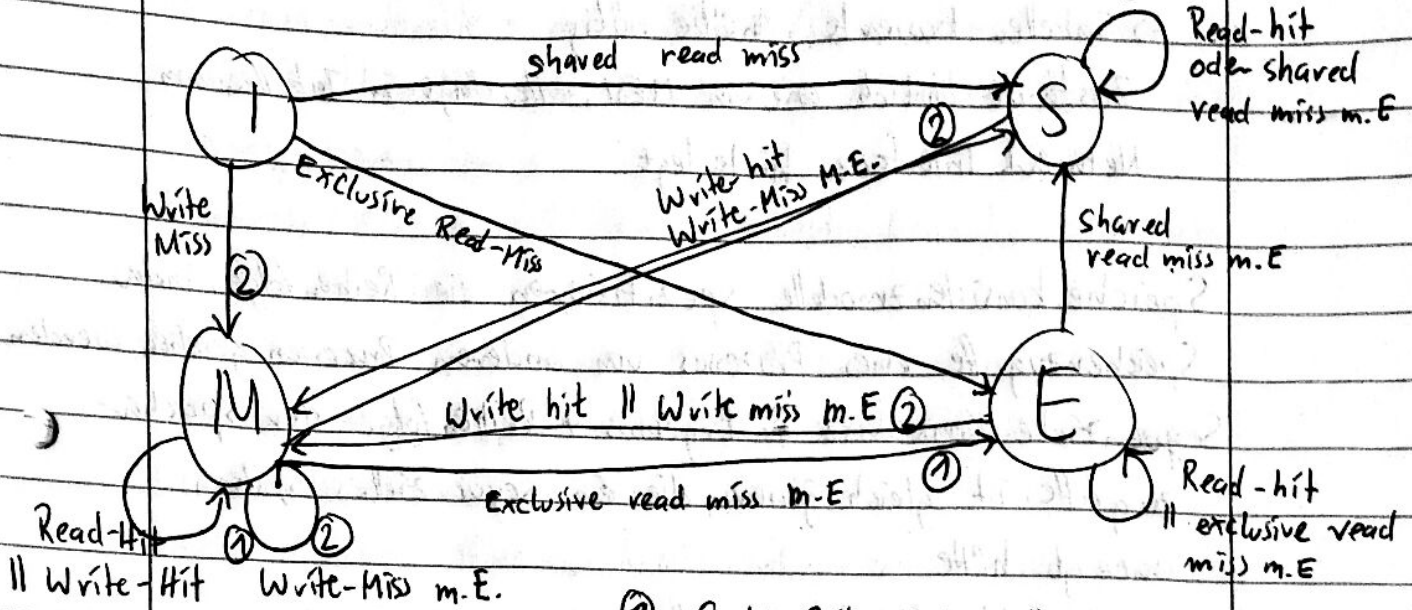 shared read miss
Read-hit
oder shared
read miss m.E
I
S
②
Write-hit
Write-Miss M.E.
Exclusive Read-Miss
Write
Miss
②
shared
read miss m.E
M
E
Write hit || Write miss m.E ②
①
Exclusive read miss m.E
Read-hit
|| exclusive read
miss m.E
Read-Hit
|| Write-Hit
①
②
Write-Miss m.E.